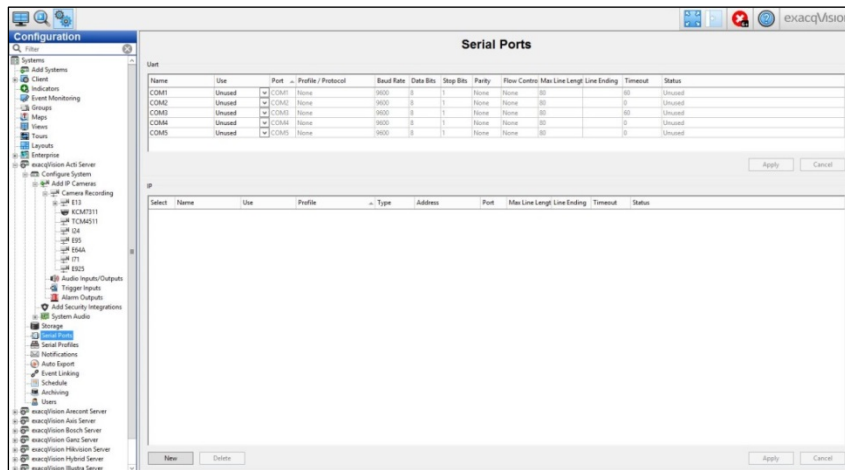 exacqVision
Configuration
Filter
Serial Ports
Systems
Add Systems
Client
Indicators
Event Monitoring
Groups
Maps
Views
Tours
Layouts
Enterprise
exacqVision Acti Server
Configure System
Add IP Cameras
Camera Recording
E13
KCM7311
TCM4511
I24
E95
E64A
I71
E925
Audio Inputs/Outputs
Trigger Inputs
Alarm Outputs
Add Security Integrations
System Audio
Storage
Serial Ports
Serial Profiles
Notifications
Auto Export
Event Linking
Schedule
Archiving
Users
exacqVision Arecont Server
exacqVision Axis Server
exacqVision Bosch Server
exacqVision Ganz Server
exacqVision Hikvision Server
exacqVision Hybrid Server
exacqVision Illustra Server
Uart
Name Use Port Profile / Protocol Baud Rate Data Bits Stop Bits Parity Flow Contro Max Line Lengt Line Ending Timeout Status
COM1 Unused COM1 None 9600 8 1 None None 80 60 Unused
COM2 Unused COM2 None 9600 8 1 None None 80 0 Unused
COM3 Unused COM3 None 9600 8 1 None None 80 60 Unused
COM4 Unused COM4 None 9600 8 1 None None 80 0 Unused
COM5 Unused COM5 None 9600 8 1 None None 80 0 Unused
Apply Cancel
IP
Select Name Use Profile Type Address Port Max Line Lengt Line Ending Timeout Status
New Delete Apply Cancel